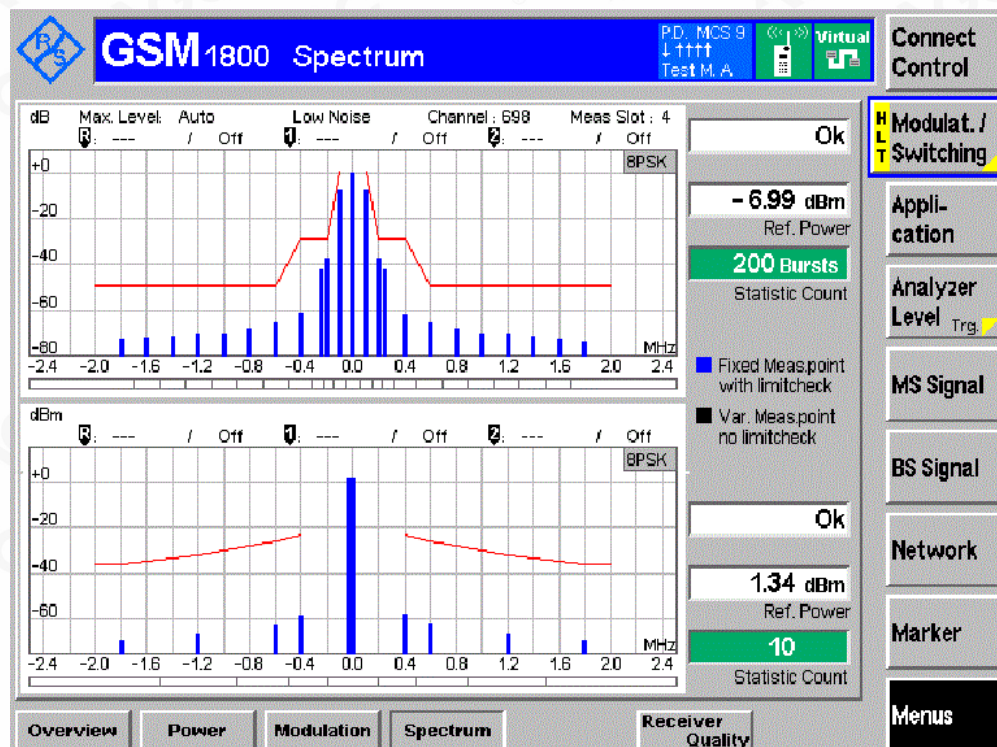 R/S
GSM 1800 Spectrum
P.D. MCS 9
↓ ↑↑↑↑
Test M. A
Virtual
Connect Control
dB Max. Level: Auto Low Noise Channel : 698 Meas Slot : 4
R: --- / Off 1: --- / Off 2: --- / Off
8PSK
+0
-20
-40
-60
-80
MHz
-2.4 -2.0 -1.6 -1.2 -0.8 -0.4 0.0 0.4 0.8 1.2 1.6 2.0 2.4
Ok
- 6.99 dBm
Ref. Power
200 Bursts
Statistic Count
Fixed Meas.point
with limitcheck
Var. Meas.point
no limitcheck
dBm
R: --- / Off 1: --- / Off 2: --- / Off
8PSK
+0
-20
-40
-60
MHz
-2.4 -2.0 -1.6 -1.2 -0.8 -0.4 0.0 0.4 0.8 1.2 1.6 2.0 2.4
Ok
1.34 dBm
Ref. Power
10
Statistic Count
HLT
Modulat. /
Switching
Appli-
cation
Analyzer
Level Trg.
MS Signal
BS Signal
Network
Marker
Menus
Overview Power Modulation Spectrum Receiver
Quality